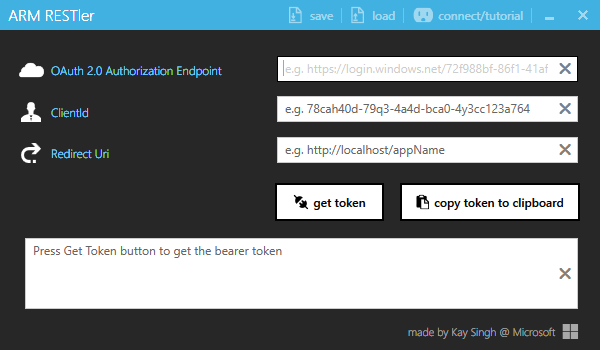 ARM RESTler save load connect/tutorial
OAuth 2.0 Authorization Endpoint e.g. https://login.windows.net/72f988bf-86f1-41af
ClientId e.g. 78cah40d-79q3-4a4d-bca0-4y3cc123a764
Redirect Uri e.g. http://localhost/appName
get token copy token to clipboard
Press Get Token button to get the bearer token
made by Kay Singh @ Microsoft